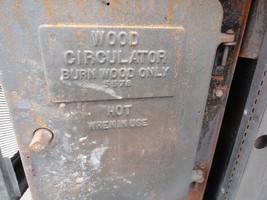 WOOD
CIRCULATOR
BURN WOOD ONLY
HOT
WHEN IN USE